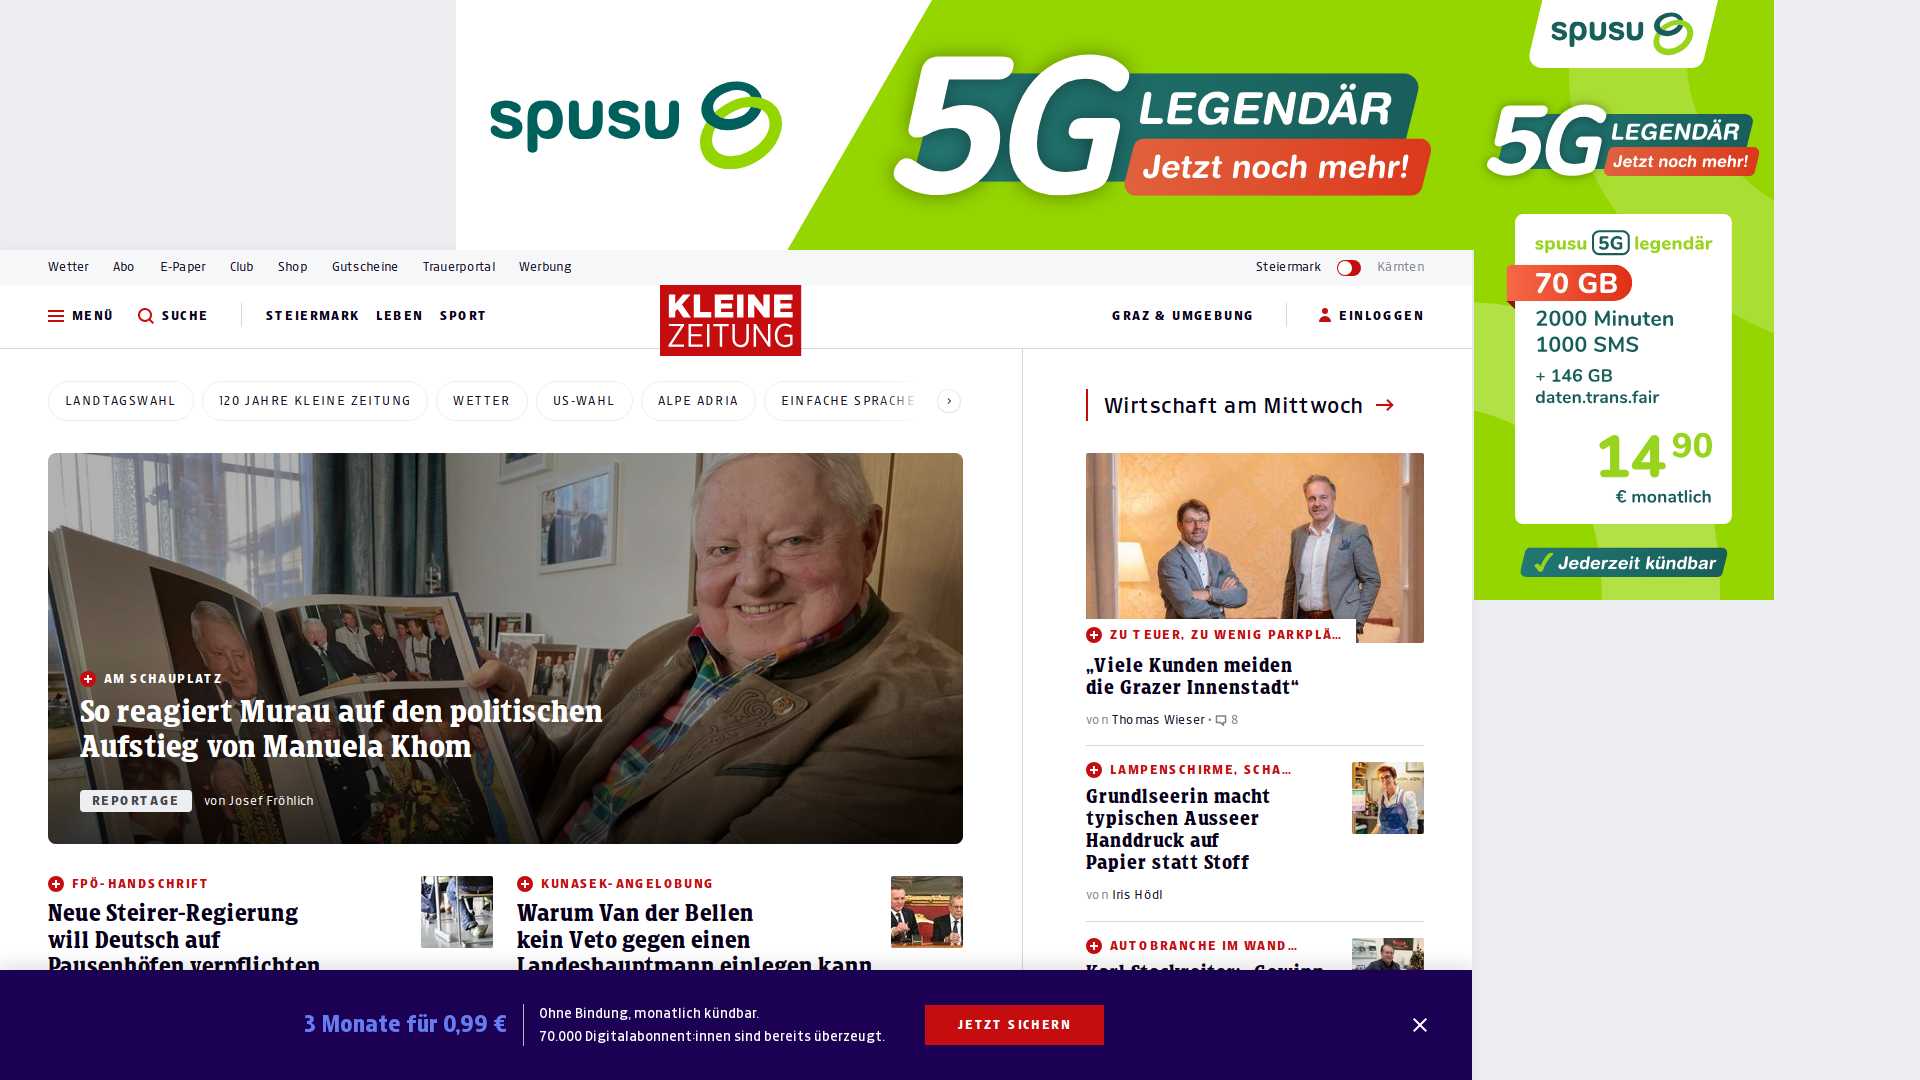 spusu
5G LEGENDÄR
Jetzt noch mehr!
spusu
5G LEGENDÄR
Jetzt noch mehr!
spusu 5G legendär
70 GB
2000 Minuten
1000 SMS
+ 146 GB
daten.trans.fair
14 90
€ monatlich
Jederzeit kündbar
Wetter Abo E-Paper Club Shop Gutscheine Trauerportal Werbung
Steiermark Kärnten
MENÜ SUCHE STEIERMARK LEBEN SPORT
KLEINE
ZEITUNG
GRAZ & UMGEBUNG EINLOGGEN
LANDTAGSWAHL 120 JAHRE KLEINE ZEITUNG WETTER US-WAHL ALPE ADRIA EINFACHE SPRACHE
AM SCHAUPLATZ
So reagiert Murau auf den politischen
Aufstieg von Manuela Khom
REPORTAGE von Josef Fröhlich
FPÖ-HANDSCHRIFT
Neue Steirer-Regierung
will Deutsch auf
Pausenhöfen verpflichten
KUNASEK-ANGELOBUNG
Warum Van der Bellen
kein Veto gegen einen
Landeshauptmann einlegen kann
Wirtschaft am Mittwoch
ZU TEUER, ZU WENIG PARKPLÄ…
„Viele Kunden meiden
die Grazer Innenstadt“
von Thomas Wieser • 8
LAMPENSCHIRME, SCHA…
Grundlseerin macht
typischen Ausseer
Handdruck auf
Papier statt Stoff
von Iris Hödl
AUTOBRANCHE IM WAND…
3 Monate für 0,99 €
Ohne Bindung, monatlich kündbar.
70.000 Digitalabonnent:innen sind bereits überzeugt.
JETZT SICHERN